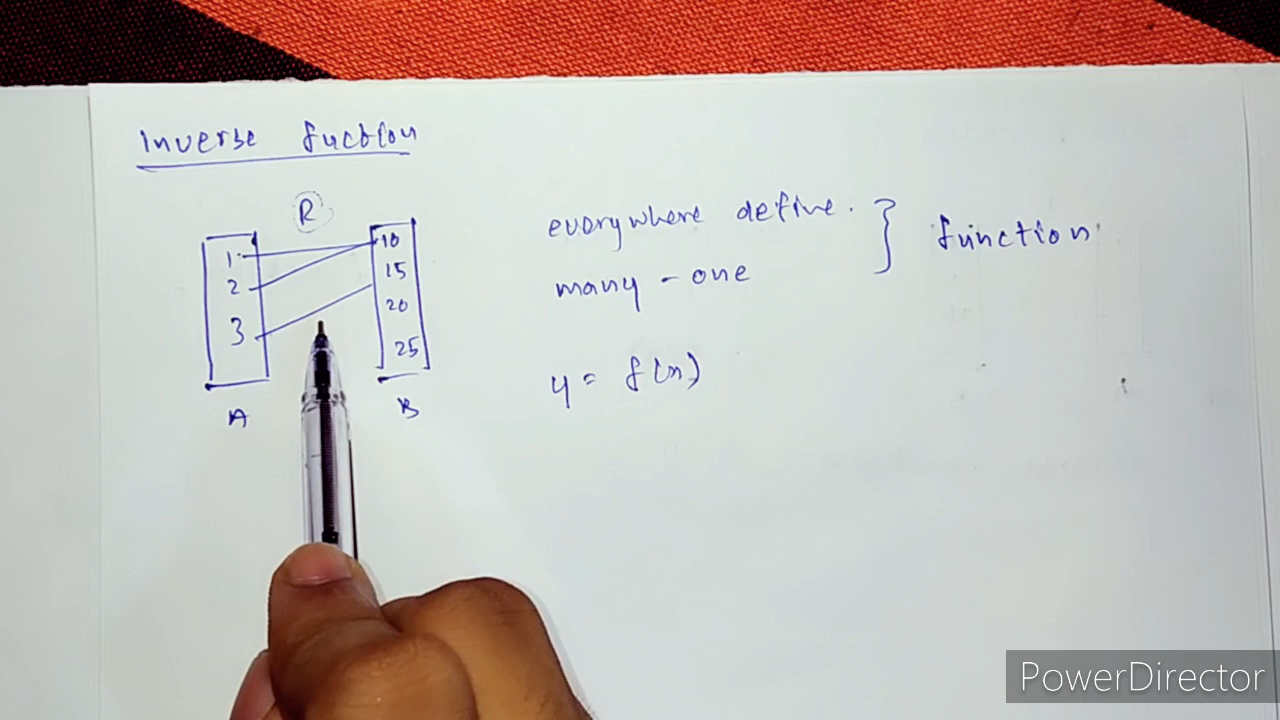 Inverse fuction
R
1 10
2 15
3 20
25
A B
everywhere define.
many - one
} function
y = f(x)
PowerDirector